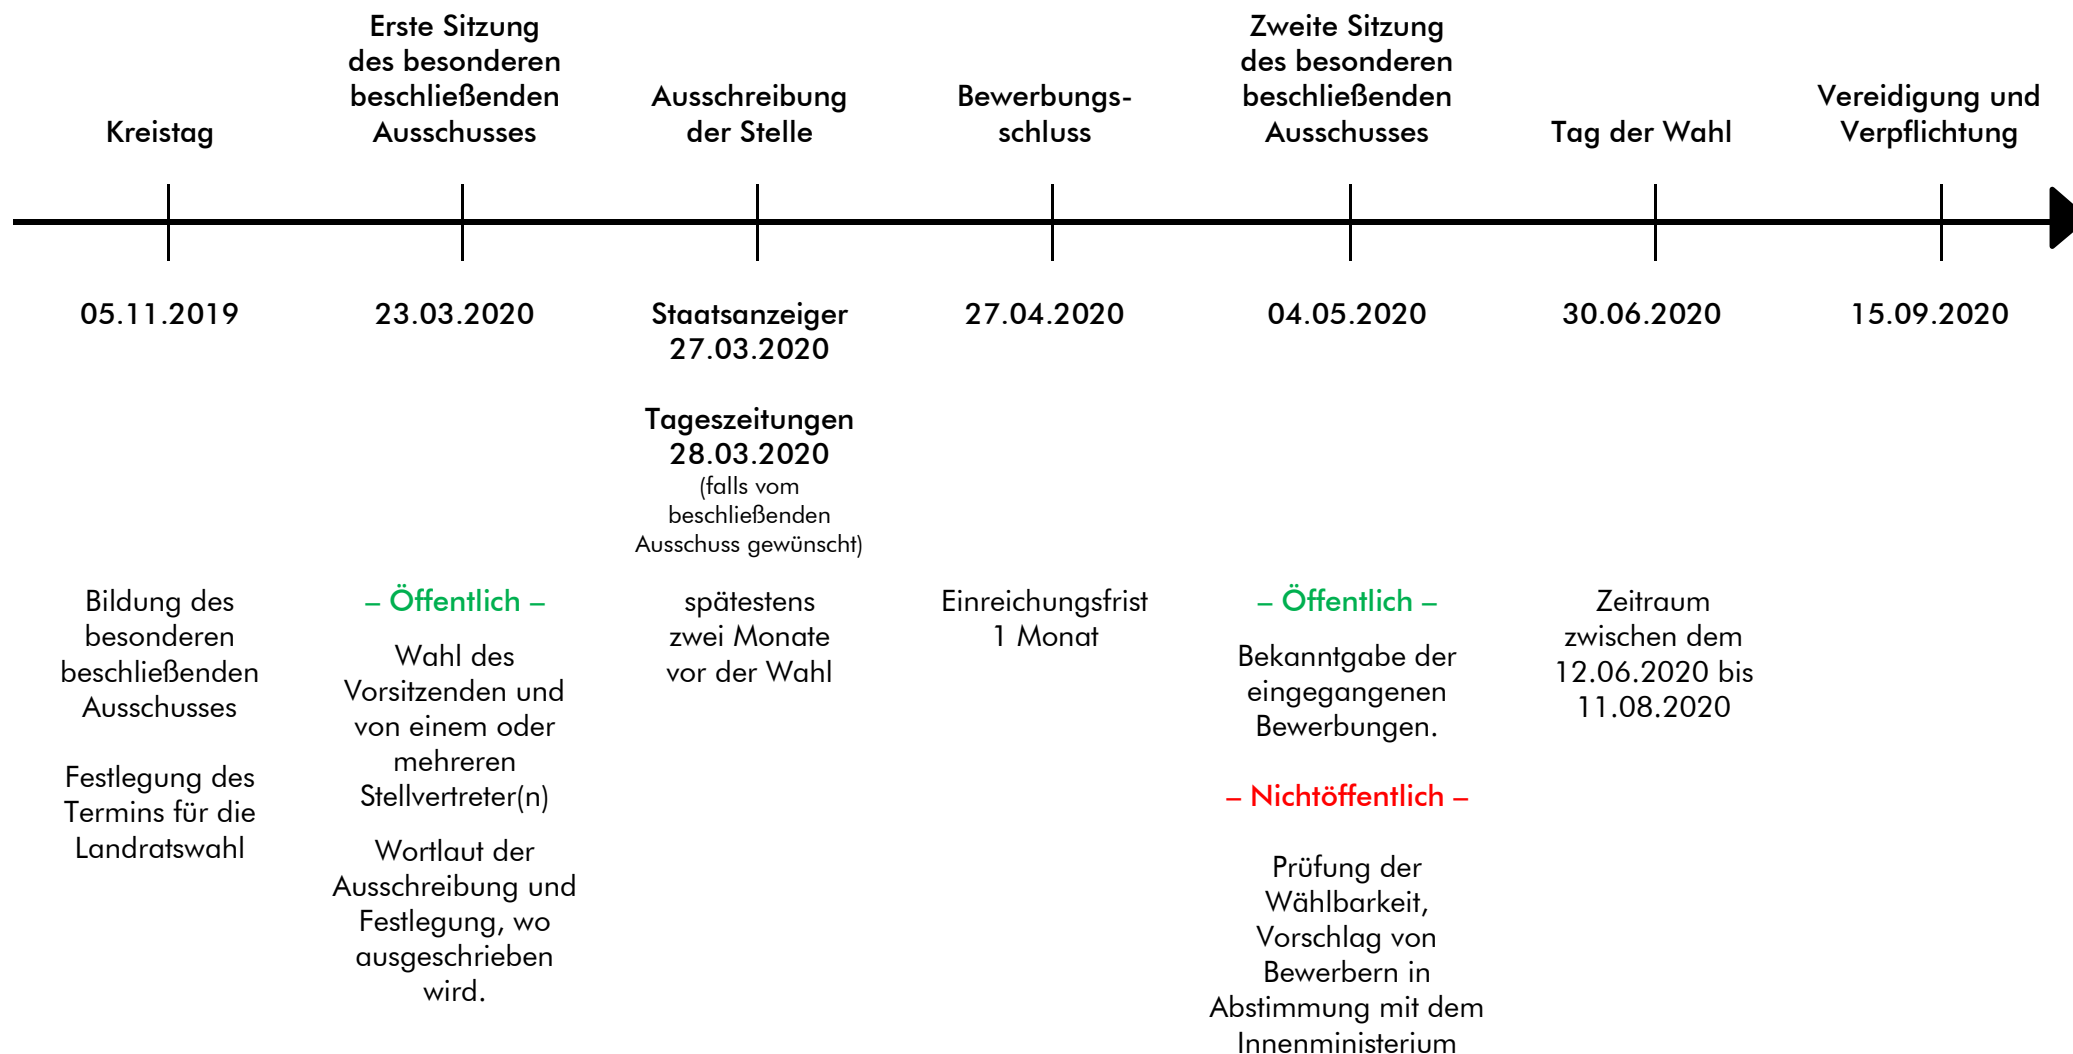 Kreistag
Erste Sitzung
des besonderen
beschließenden
Ausschusses
Ausschreibung
der Stelle
Bewerbungs-
schluss
Zweite Sitzung
des besonderen
beschließenden
Ausschusses
Tag der Wahl
Vereidigung und
Verpflichtung
05.11.2019
23.03.2020
Staatsanzeiger
27.03.2020
Tageszeitungen
28.03.2020
(falls vom
beschließenden
Ausschuss gewünscht)
27.04.2020
04.05.2020
30.06.2020
15.09.2020
Bildung des
besonderen
beschließenden
Ausschusses
Festlegung des
Termins für die
Landratswahl
– Öffentlich –
Wahl des
Vorsitzenden und
von einem oder
mehreren
Stellvertreter(n)
Wortlaut der
Ausschreibung und
Festlegung, wo
ausgeschrieben
wird.
spätestens
zwei Monate
vor der Wahl
Einreichungsfrist
1 Monat
– Öffentlich –
Bekanntgabe der
eingegangenen
Bewerbungen.
– Nichtöffentlich –
Prüfung der
Wählbarkeit,
Vorschlag von
Bewerbern in
Abstimmung mit dem
Innenministerium
Zeitraum
zwischen dem
12.06.2020 bis
11.08.2020